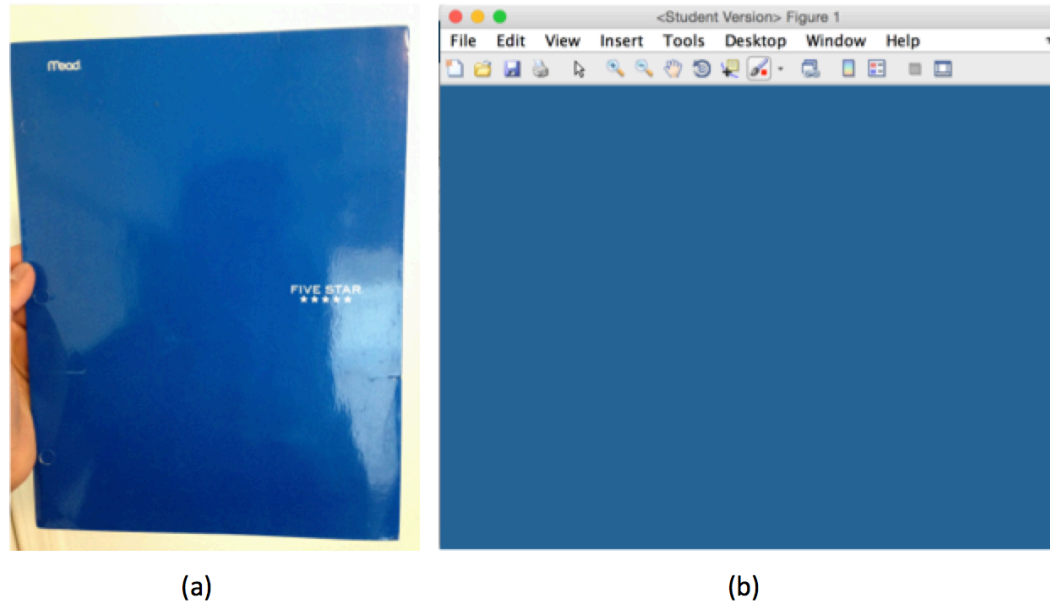 Mead
FIVE STAR.
★★★★★
<Student Version> Figure 1
File Edit View Insert Tools Desktop Window Help
(a)
(b)